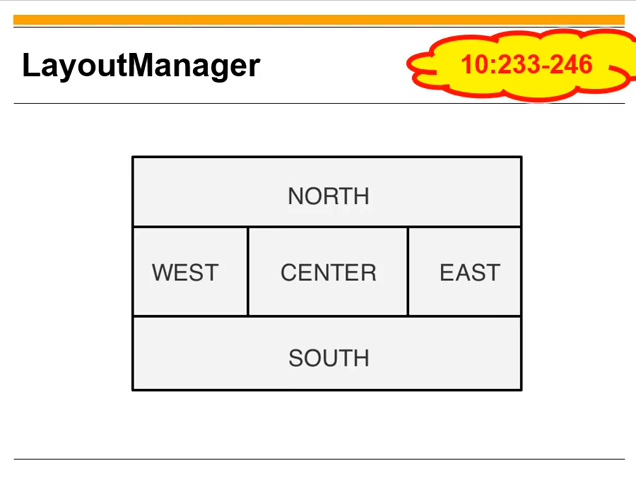 LayoutManager
10:233-246
NORTH
WEST CENTER EAST
SOUTH